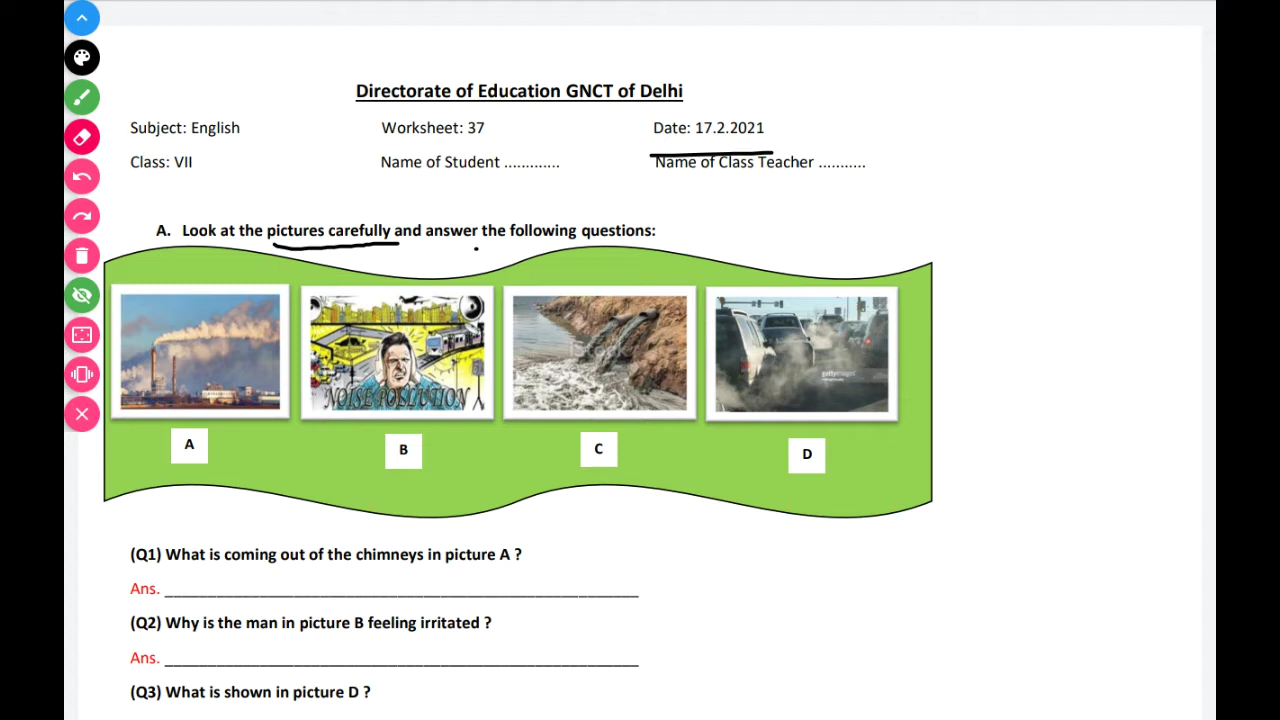 Directorate of Education GNCT of Delhi
Subject: English Worksheet: 37 Date: 17.2.2021
Class: VII Name of Student ............. Name of Class Teacher ...........
A. Look at the pictures carefully and answer the following questions:
NOISE POLLUTION
gettyimages
A B C D
(Q1) What is coming out of the chimneys in picture A ?
Ans. ________________________________________________________
(Q2) Why is the man in picture B feeling irritated ?
Ans. ________________________________________________________
(Q3) What is shown in picture D ?